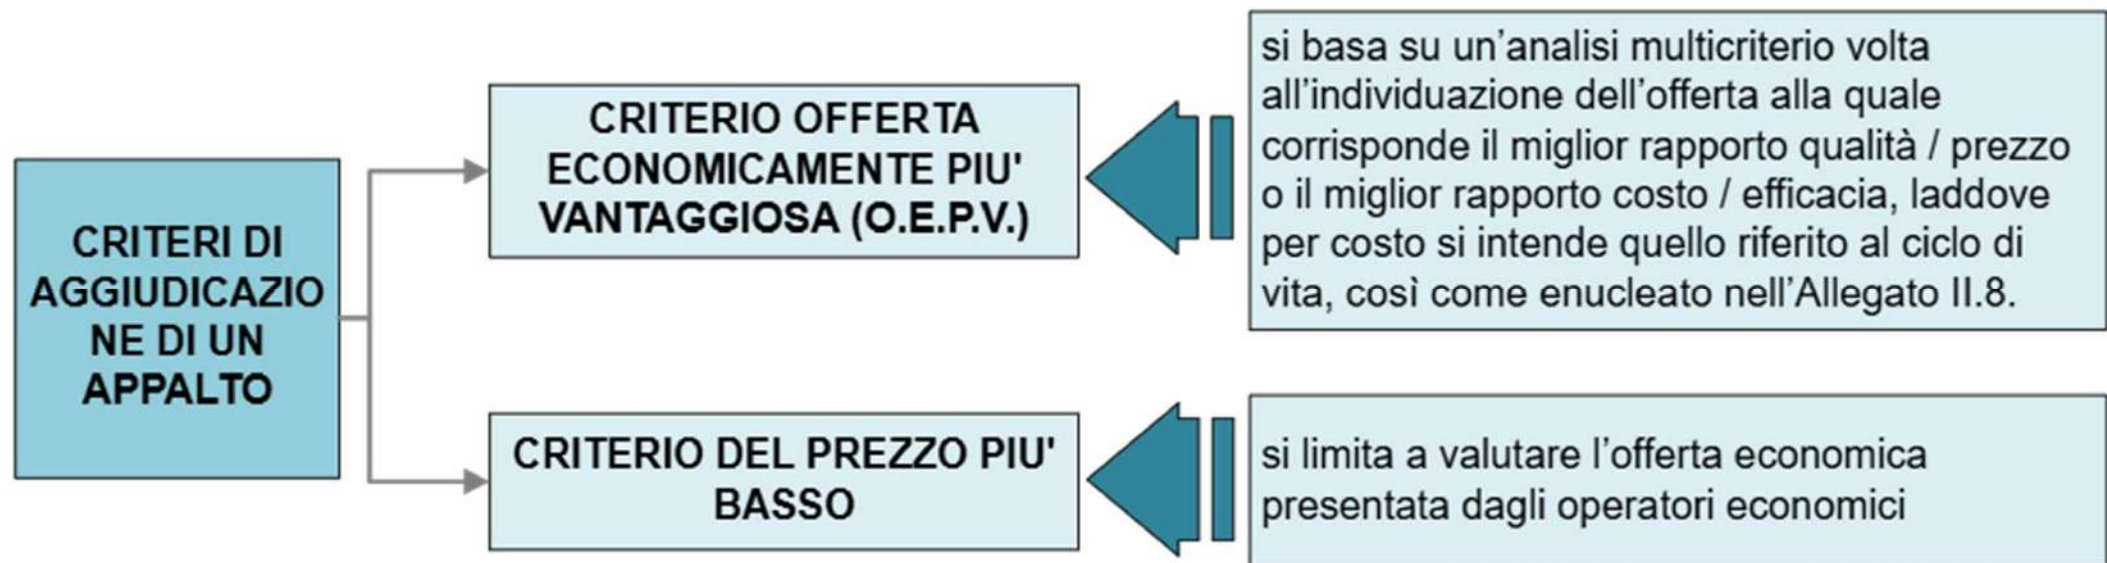 CRITERI DI
AGGIUDICAZIO
NE DI UN
APPALTO
CRITERIO OFFERTA
ECONOMICAMENTE PIU'
VANTAGGIOSA (O.E.P.V.)
si basa su un'analisi multicriterio volta
all'individuazione dell'offerta alla quale
corrisponde il miglior rapporto qualità / prezzo
o il miglior rapporto costo / efficacia, laddove
per costo si intende quello riferito al ciclo di
vita, così come enucleato nell'Allegato II.8.
CRITERIO DEL PREZZO PIU'
BASSO
si limita a valutare l'offerta economica
presentata dagli operatori economici